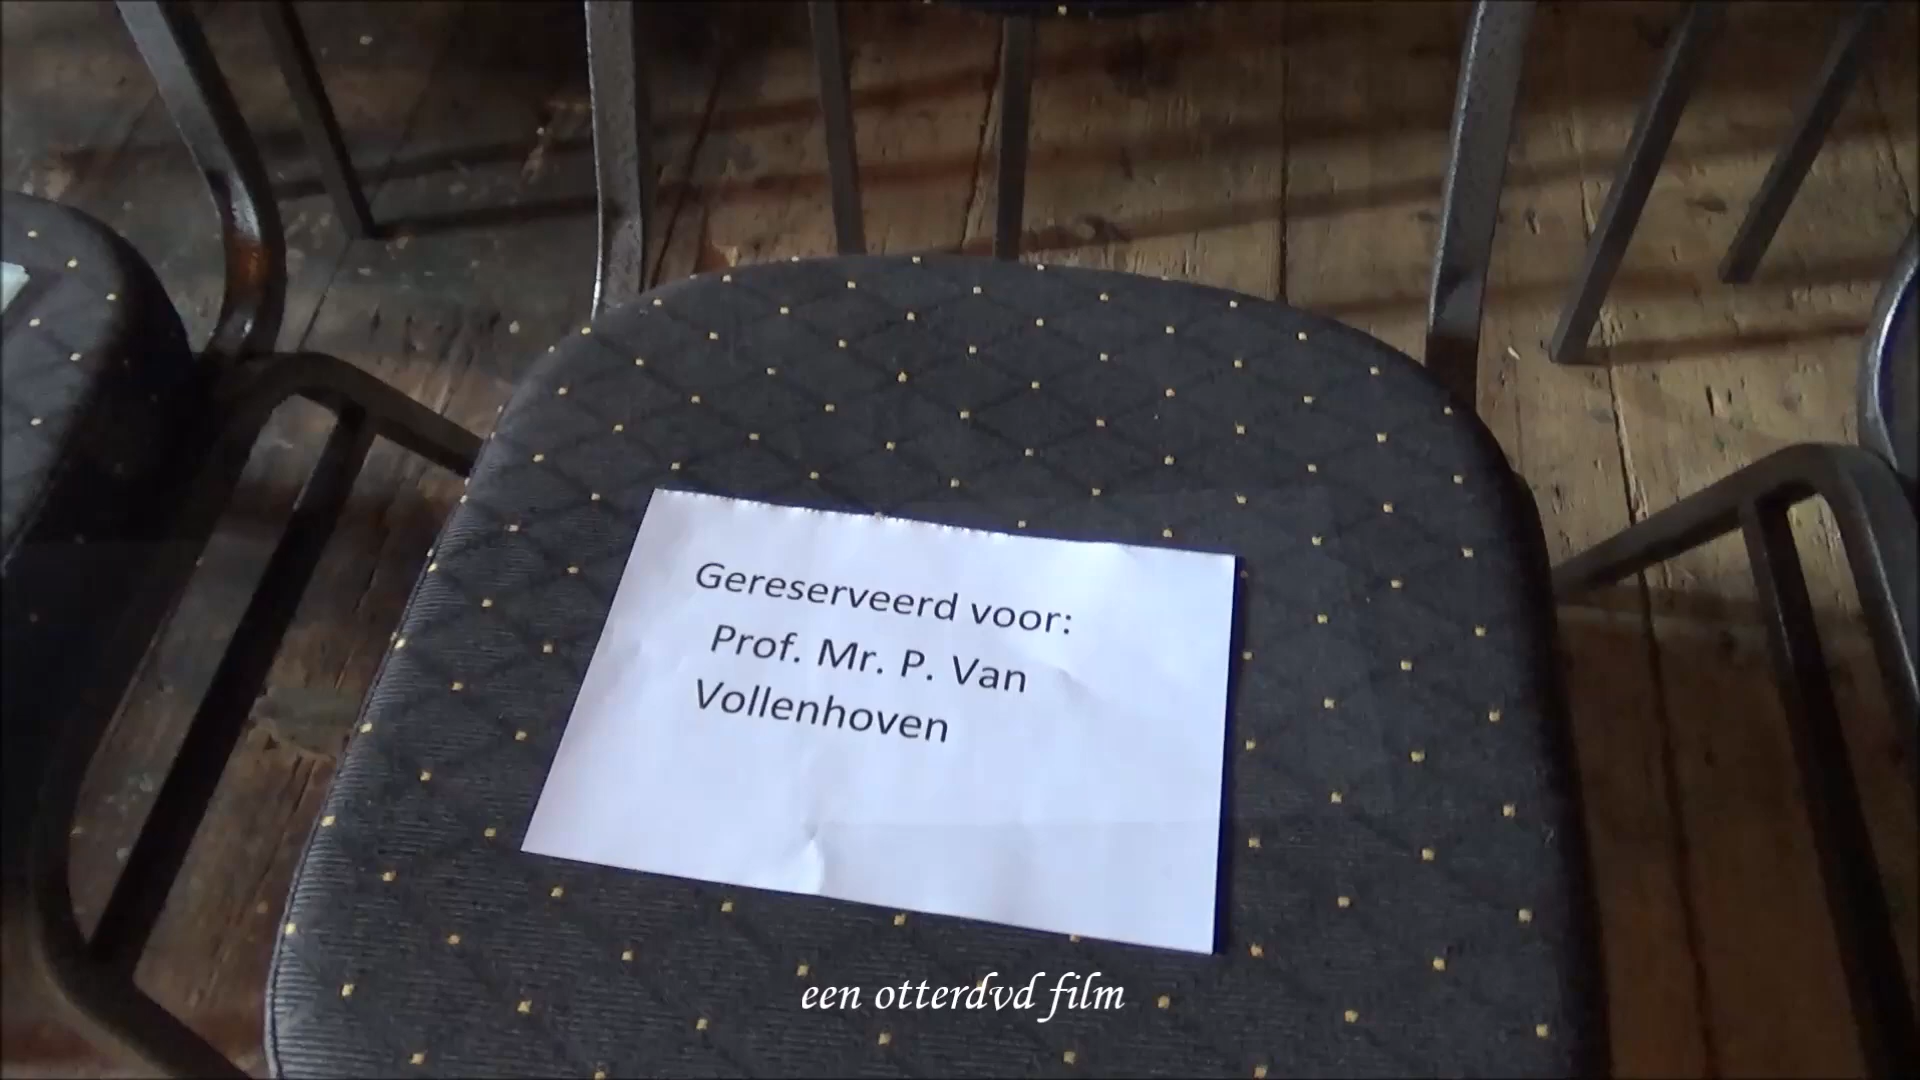 Gereserveerd voor:
Prof. Mr. P. Van
Vollenhoven
een otterdvd film